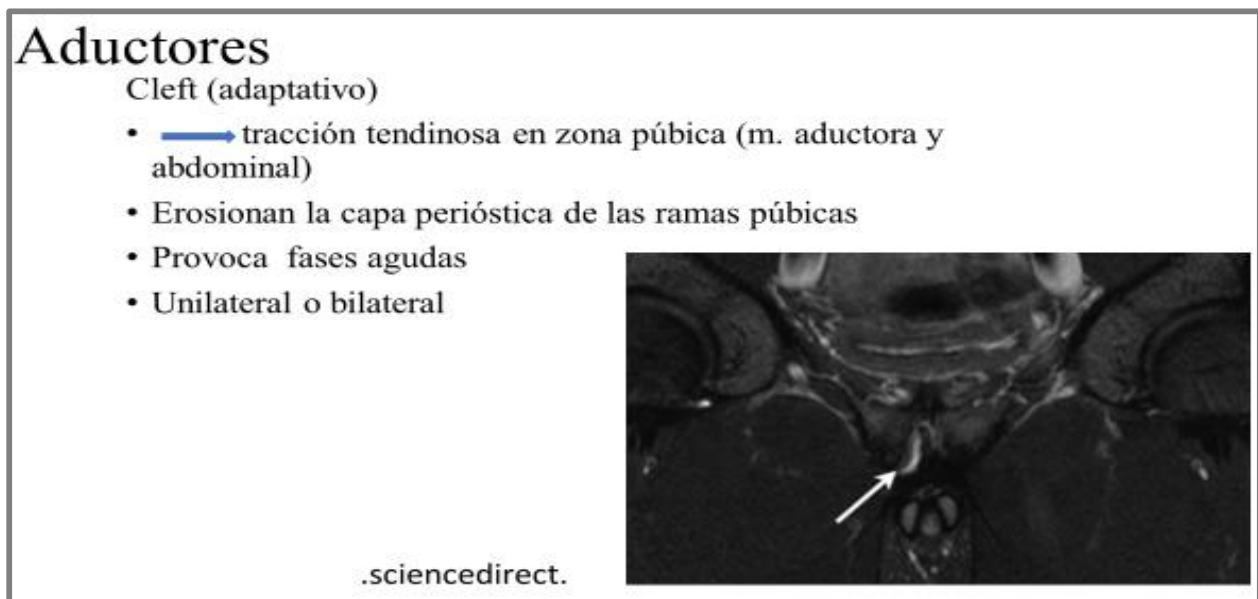 Aductores
Cleft (adaptativo)
• tracción tendinosa en zona púbica (m. aductora y
abdominal)
• Erosionan la capa perióstica de las ramas púbicas
• Provoca fases agudas
• Unilateral o bilateral
.sciencedirect.